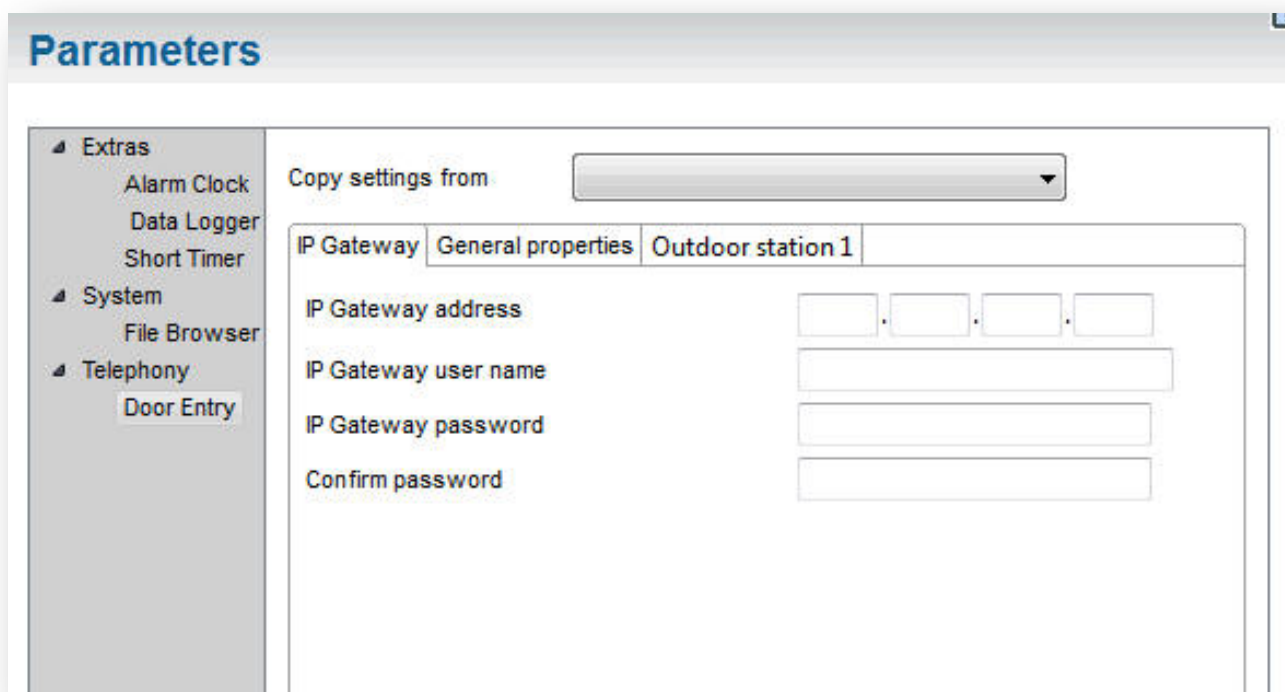 Parameters
Extras
Alarm Clock
Data Logger
Short Timer
System
File Browser
Telephony
Door Entry
Copy settings from
IP Gateway General properties Outdoor station 1
IP Gateway address . . .
IP Gateway user name
IP Gateway password
Confirm password